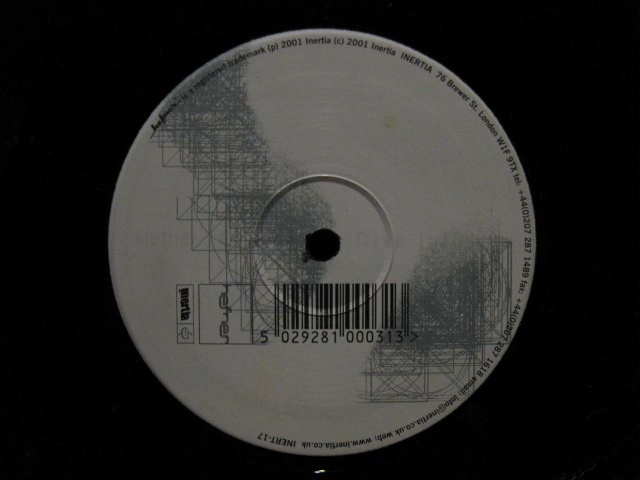 is a registered trademark (p) 2001 Inertia (c) 2001 Inertia INERTIA 76 Brewer St. London W1F 9TX tel: +44(0)207 287 1489 fax: +44(0)207 287 1618 email: info@inertia.co.uk web: www.inertia.co.uk INERT-17
inertia
hefner
5 029281 000313 >